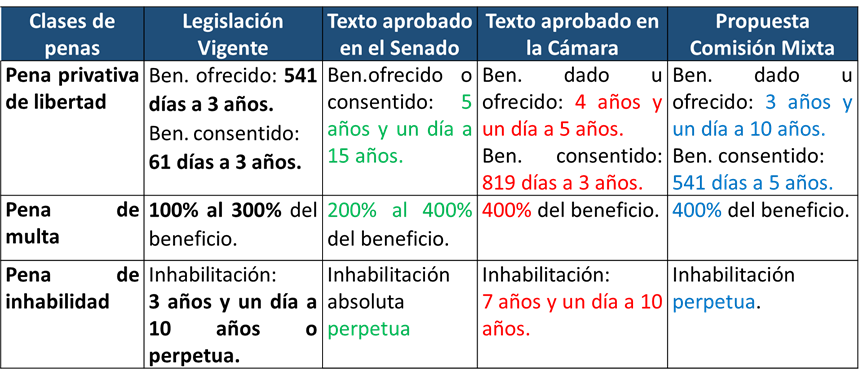 Clases de
penas
Legislación
Vigente
Texto aprobado
en el Senado
Texto aprobado en
la Cámara
Propuesta
Comisión Mixta
Pena privativa
de libertad
Ben. ofrecido: 541
días a 3 años.
Ben. consentido:
61 días a 3 años.
Ben.ofrecido o
consentido: 5
años y un día a
15 años.
Ben. dado u
ofrecido: 4 años y
un día a 5 años.
Ben. consentido:
819 días a 3 años.
Ben. dado u
ofrecido: 3 años y
un día a 10 años.
Ben. consentido:
541 días a 5 años.
Pena de
multa
100% al 300% del
beneficio.
200% al 400%
del beneficio.
400% del beneficio.
400% del beneficio.
Pena de
inhabilidad
Inhabilitación:
3 años y un día a
10 años o
perpetua.
Inhabilitación
absoluta
perpetua
Inhabilitación:
7 años y un día a 10
años.
Inhabilitación
perpetua.